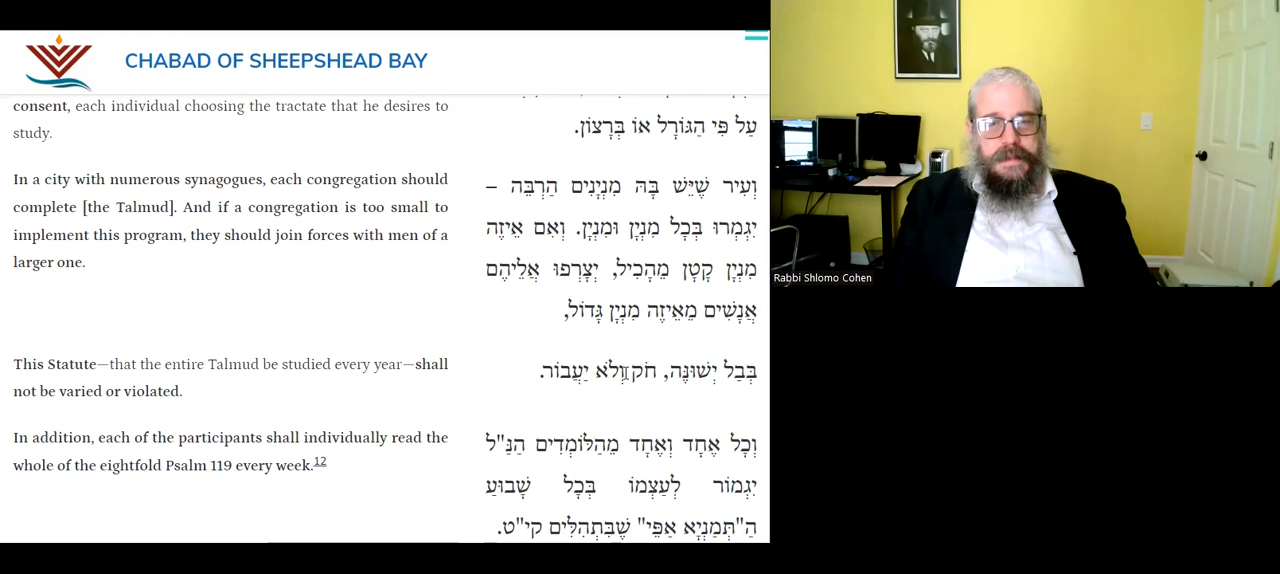 CHABAD OF SHEEPSHEAD BAY
consent, each individual choosing the tractate that he desires to
study.
In a city with numerous synagogues, each congregation should
complete [the Talmud]. And if a congregation is too small to
implement this program, they should join forces with men of a
larger one.
This Statute—that the entire Talmud be studied every year—shall
not be varied or violated.
In addition, each of the participants shall individually read the
whole of the eightfold Psalm 119 every week.12
עַל פִּי הַגּוֹרָל אוֹ בְּרָצוֹן.
וְעִיר שֶׁיֵּשׁ בָּהּ מִנְיָנִים הַרְבֵּה –
יִגְמְרוּ בְּכָל מִנְיָן וּמִנְיָן. וְאִם אֵיזֶה
מִנְיָן קָטָן מֵהָכִיל, יְצָרְפוּ אֲלֵיהֶם
אֲנָשִׁים מֵאֵיזֶה מִנְיָן גָּדוֹל,
בְּבַל יְשׁוּנֶּה, חֹק וְלֹא יַעֲבוֹר.
וְכָל אֶחָד וְאֶחָד מֵהַלּוֹמְדִים הַנַּ"ל
יִגְמוֹר לְעַצְמוֹ בְּכָל שָׁבוּעַ
הַ"תְּמַנְיָא אַפֵּי" שֶׁבִּתְהִלִּים קי"ט.
Rabbi Shlomo Cohen